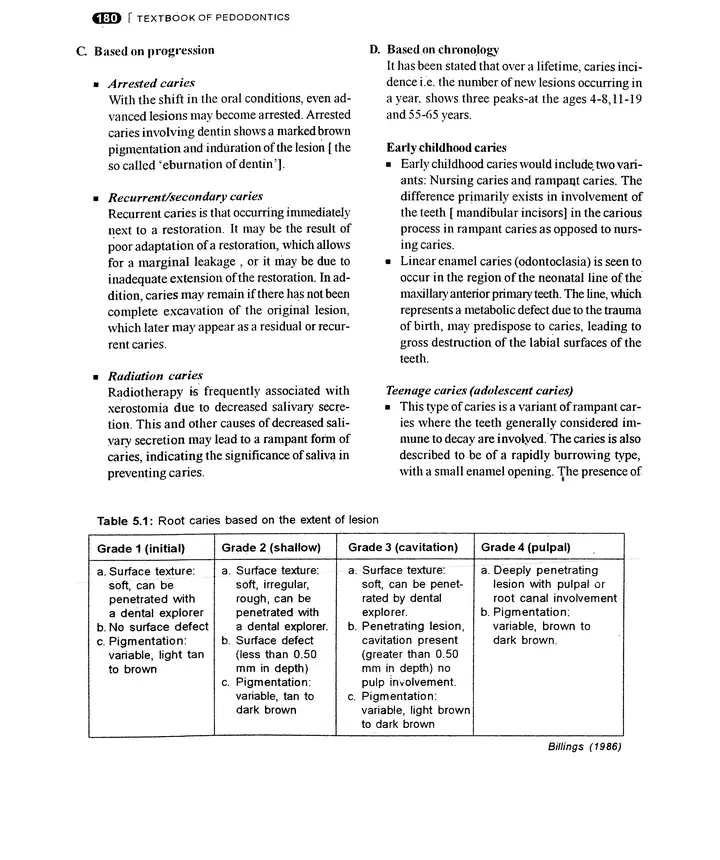 180 TEXTBOOK OF PEDODONTICS
C. Based on progression
■ Arrested caries
With the shift in the oral conditions, even ad-
vanced lesions may become arrested. Arrested
caries involving dentin shows a marked brown
pigmentation and induration of the lesion [ the
so called 'eburnation of dentin'].
■ Recurrent/secondary caries
Recurrent caries is that occurring immediately
next to a restoration. It may be the result of
poor adaptation of a restoration, which allows
for a marginal leakage , or it may be due to
inadequate extension of the restoration. In ad-
dition, caries may remain if there has not been
complete excavation of the original lesion,
which later may appear as a residual or recur-
rent caries.
■ Radiation caries
Radiotherapy is frequently associated with
xerostomia due to decreased salivary secre-
tion. This and other causes of decreased sali-
vary secretion may lead to a rampant form of
caries, indicating the significance of saliva in
preventing caries.
D. Based on chronology
It has been stated that over a lifetime, caries inci-
dence i.e. the number of new lesions occurring in
a year, shows three peaks-at the ages 4-8,11-19
and 55-65 years.
Early childhood caries
■ Early childhood caries would include two vari-
ants: Nursing caries and rampant caries. The
difference primarily exists in involvement of
the teeth [ mandibular incisors] in the carious
process in rampant caries as opposed to nurs-
ing caries.
■ Linear enamel caries (odontoclasia) is seen to
occur in the region of the neonatal line of the
maxillary anterior primary teeth. The line, which
represents a metabolic defect due to the trauma
of birth, may predispose to caries, leading to
gross destruction of the labial surfaces of the
teeth.
Teenage caries (adolescent caries)
■ This type of caries is a variant of rampant car-
ies where the teeth generally considered im-
mune to decay are involved. The caries is also
described to be of a rapidly burrowing type,
with a small enamel opening. The presence of
Table 5.1: Root caries based on the extent of lesion
Grade 1 (initial)
a. Surface texture:
soft, can be
penetrated with
a dental explorer
b. No surface defect
c. Pigmentation:
variable, light tan
to brown
Grade 2 (shallow)
a. Surface texture:
soft, irregular,
rough, can be
penetrated with
a dental explorer.
b. Surface defect
(less than 0.50
mm in depth)
c. Pigmentation:
variable, tan to
dark brown
Grade 3 (cavitation)
a. Surface texture:
soft, can be penet-
rated by dental
explorer.
b. Penetrating lesion,
cavitation present
(greater than 0.50
mm in depth) no
pulp involvement.
c. Pigmentation:
variable, light brown
to dark brown
Grade 4 (pulpal)
a. Deeply penetrating
lesion with pulpal or
root canal involvement
b. Pigmentation:
variable, brown to
dark brown.
Billings (1986)